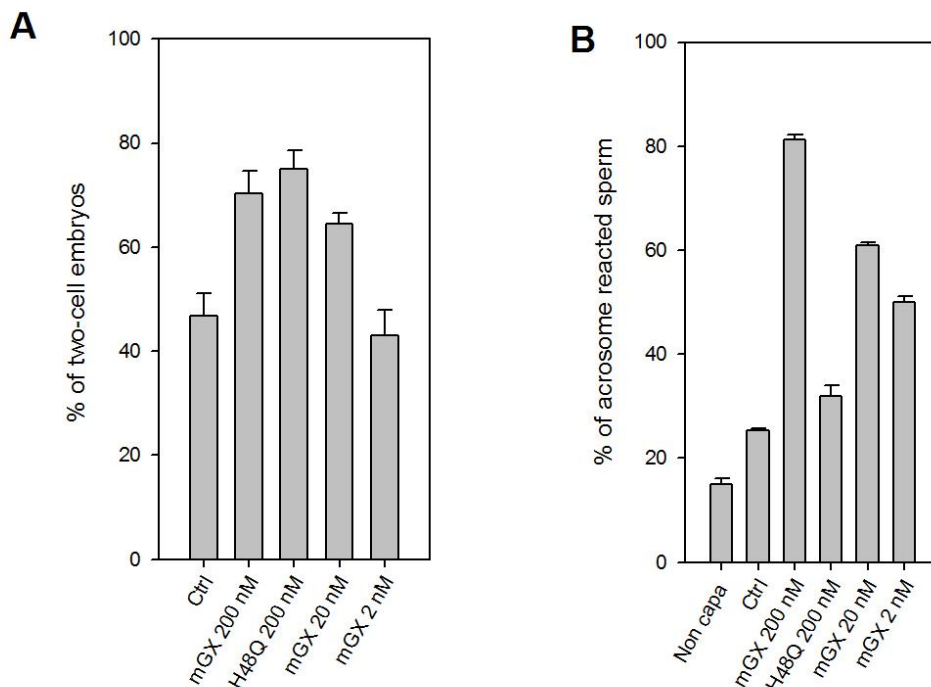 A
% of two-cell embryos
100
80
60
40
20
0
Ctrl
mGX 200 nM
H48Q 200 nM
mGX 20 nM
mGX 2 nM
B
% of acrosome reacted sperm
100
80
60
40
20
0
Non capa
Ctrl
mGX 200 nM
H48Q 200 nM
mGX 20 nM
mGX 2 nM